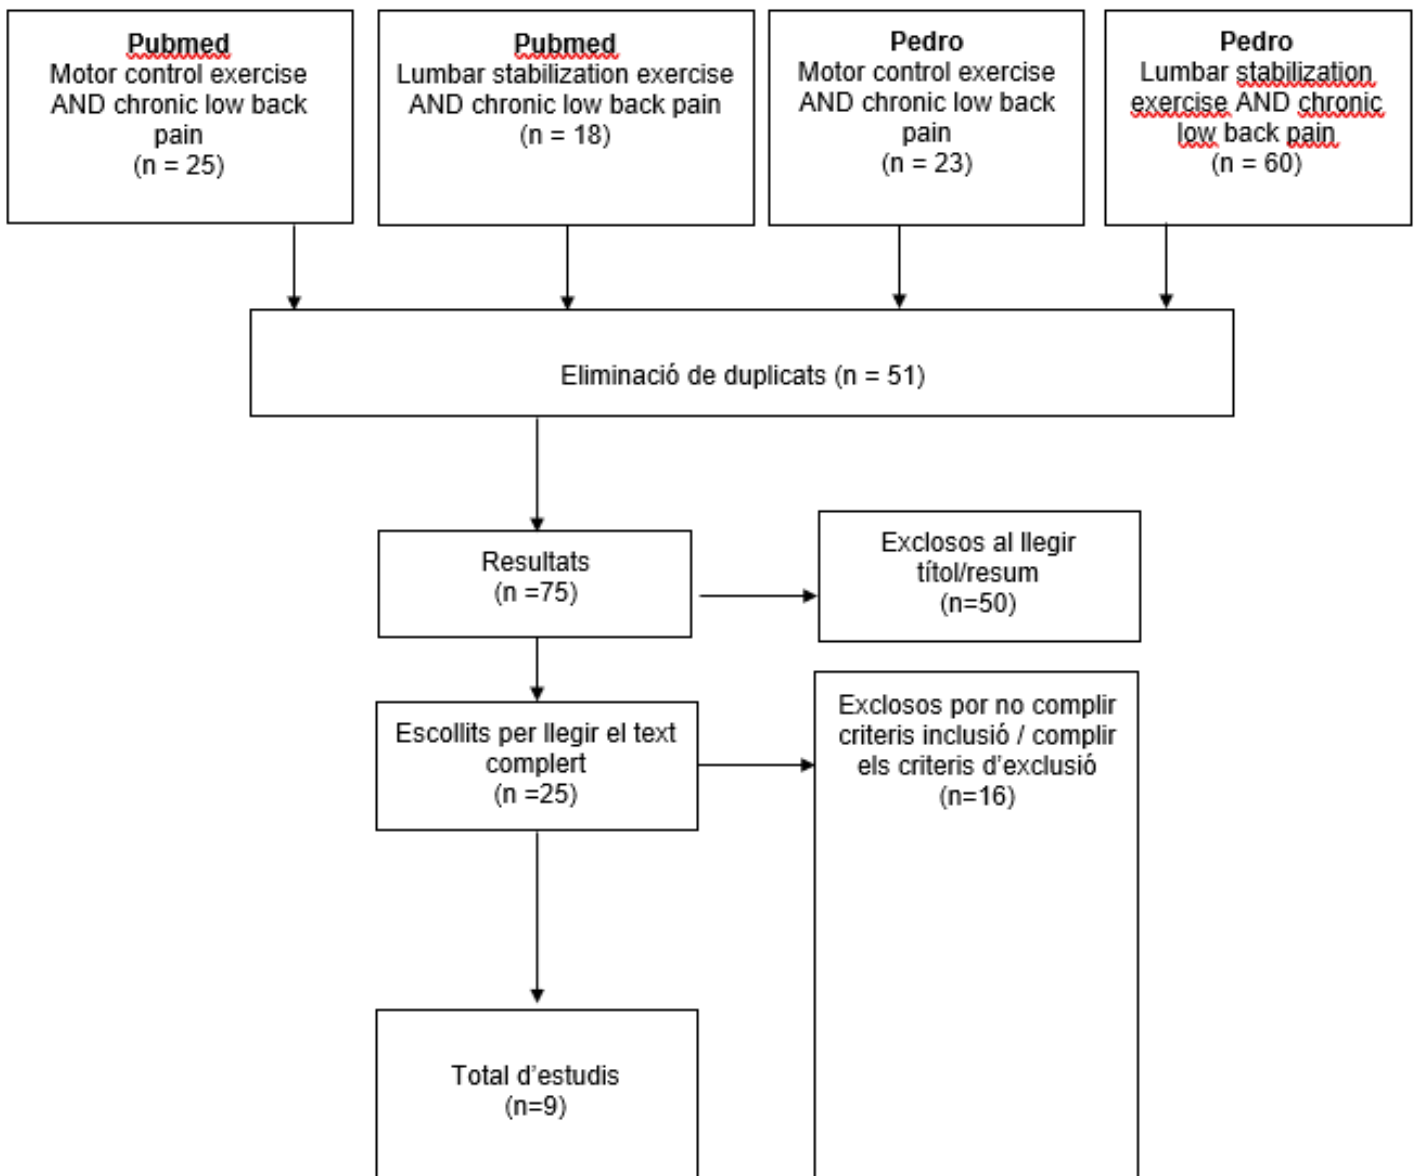 Pubmed
Motor control exercise
AND chronic low back
pain
(n = 25)
Pubmed
Lumbar stabilization exercise
AND chronic low back pain
(n = 18)
Pedro
Motor control exercise
AND chronic low back
pain
(n = 23)
Pedro
Lumbar stabilization
exercise AND chronic
low back pain
(n = 60)
Eliminació de duplicats (n = 51)
Resultats
(n =75)
Exclosos al llegir
títol/resum
(n=50)
Escollits per llegir el text
complert
(n =25)
Exclosos por no complir
criteris inclusió / complir
els criteris d’exclusió
(n=16)
Total d’estudis
(n=9)